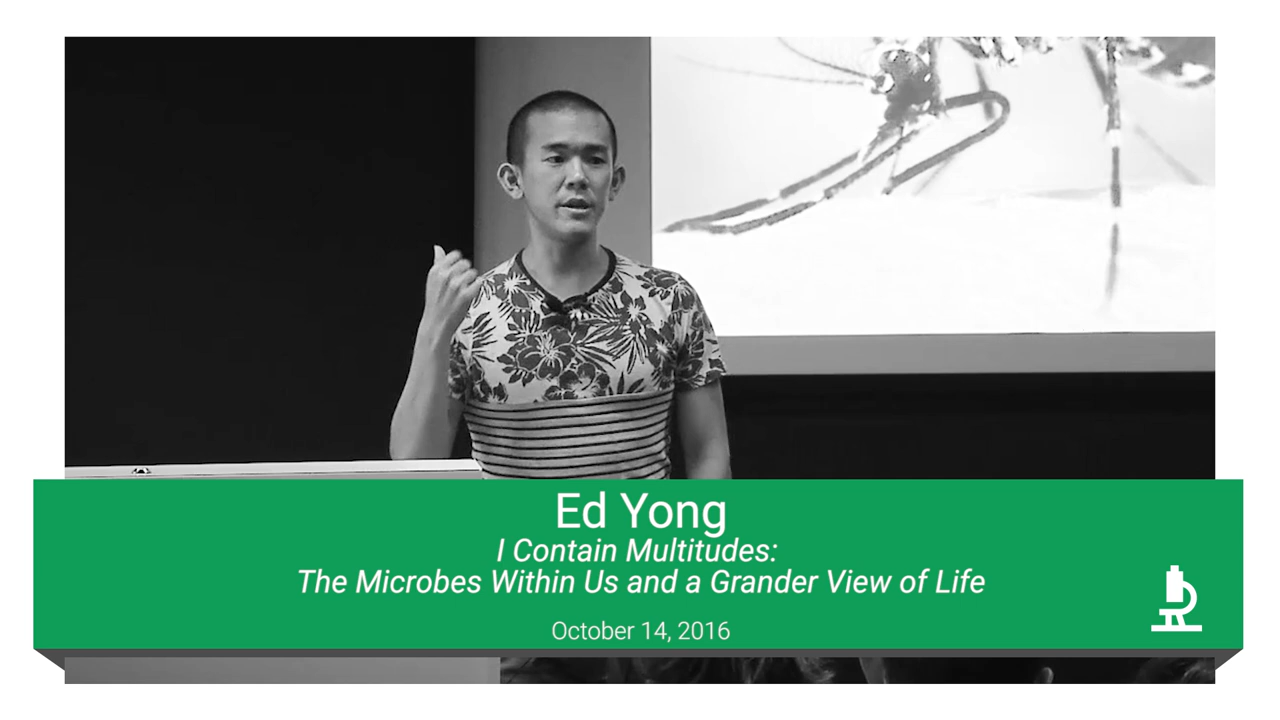 Ed Yong
I Contain Multitudes:
The Microbes Within Us and a Grander View of Life
October 14, 2016